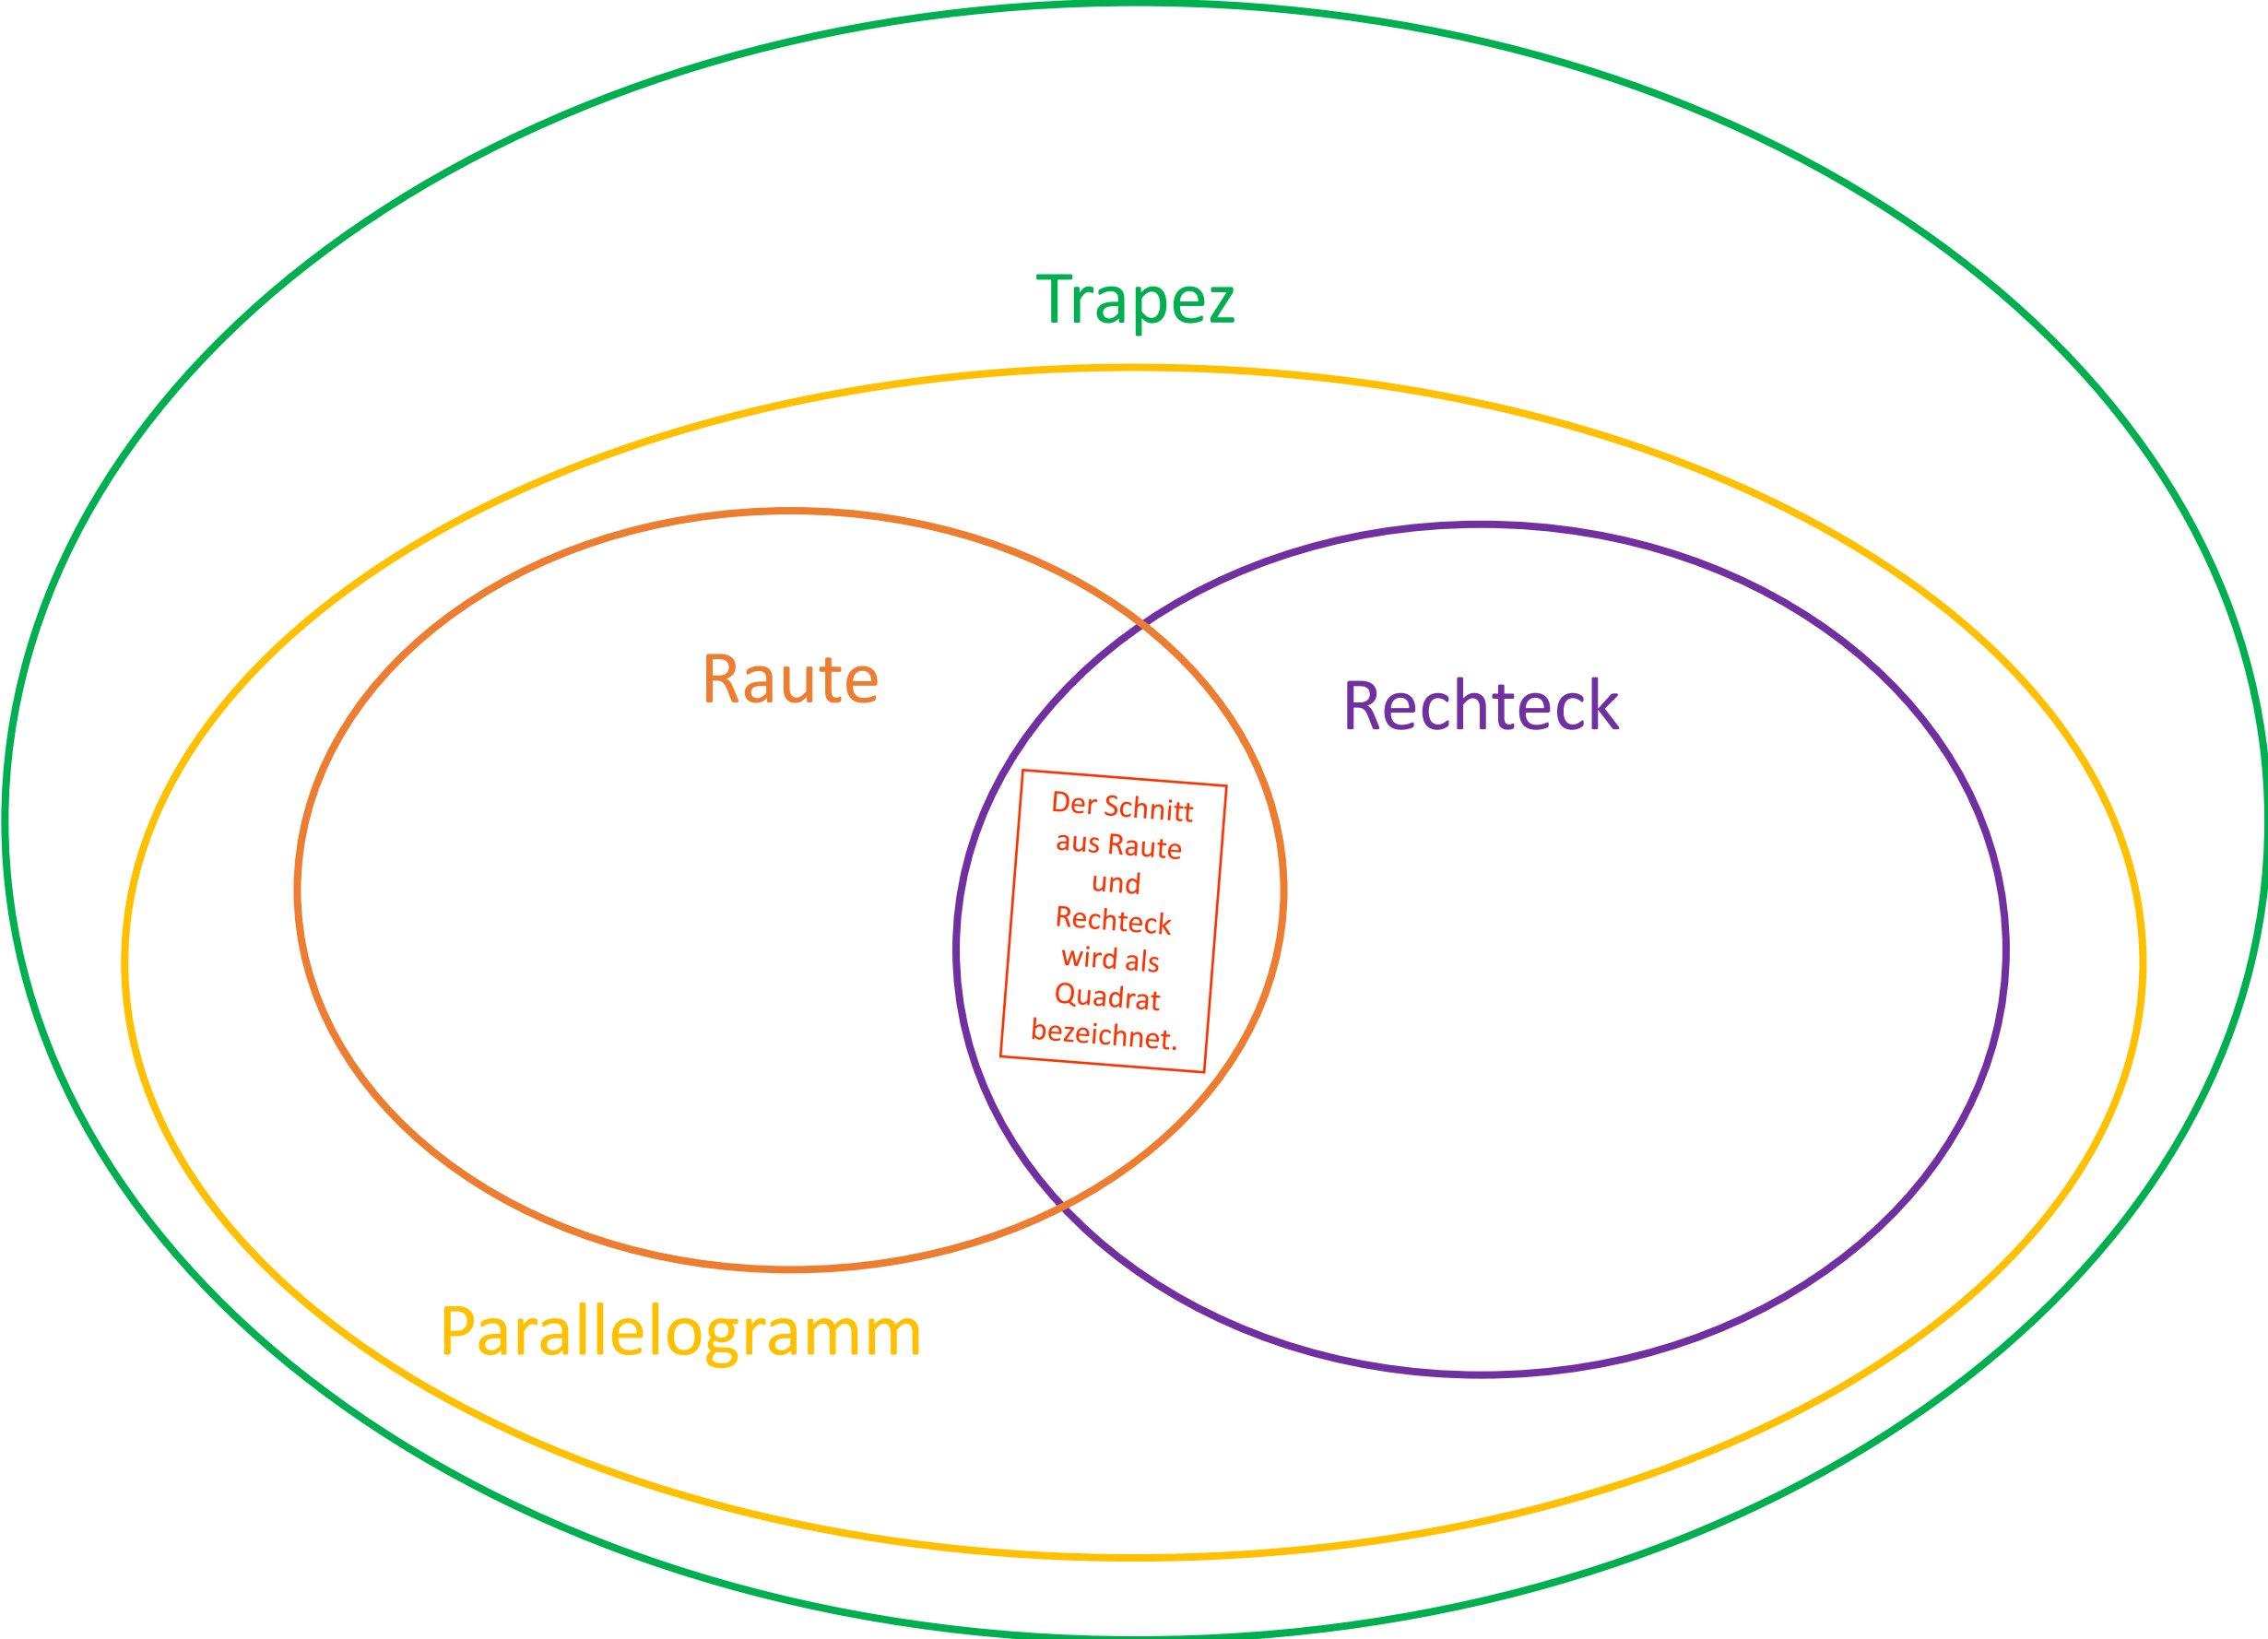 Trapez
Raute
Rechteck
Der Schnitt
aus Raute
und
Rechteck
wird als
Quadrat
bezeichnet.
Parallelogramm